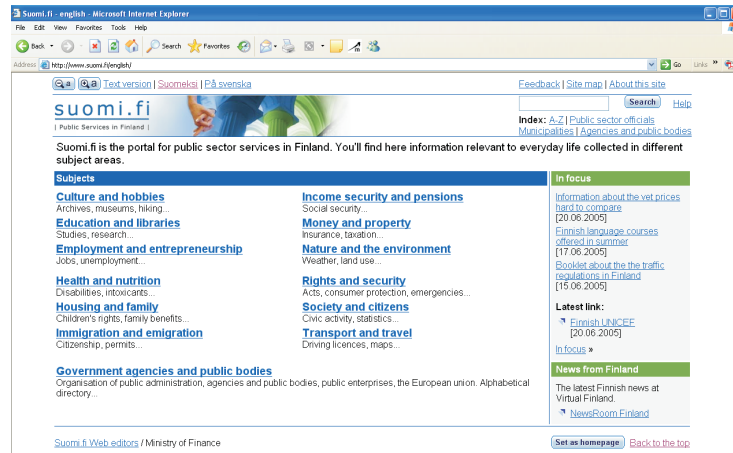 Suomi.fi - english - Microsoft Internet Explorer
File Edit View Favorites Tools Help
Back Search Favorites
Address http://www.suomi.fi/english/ Go Links »
a a Text version | Suomeksi | På svenska Feedback | Site map | About this site
suomi.fi
| Public Services in Finland |
Search Help
Index: A-Z | Public sector officials
Municipalities | Agencies and public bodies
Suomi.fi is the portal for public sector services in Finland. You'll find here information relevant to everyday life collected in different
subject areas.
Subjects
Culture and hobbies
Archives, museums, hiking...
Education and libraries
Studies, research...
Employment and entrepreneurship
Jobs, unemployment...
Health and nutrition
Disabilities, intoxicants...
Housing and family
Children's rights, family benefits...
Immigration and emigration
Citizenship, permits...
Income security and pensions
Social security...
Money and property
Insurance, taxation...
Nature and the environment
Weather, land use...
Rights and security
Acts, consumer protection, emergencies...
Society and citizens
Civic activity, statistics...
Transport and travel
Driving licences, maps...
Government agencies and public bodies
Organisation of public administration, agencies and public bodies, public enterprises, the European union. Alphabetical
directory...
In focus
Information about the vet prices
hard to compare
[20.06.2005]
Finnish language courses
offered in summer
[17.06.2005]
Booklet about the the traffic
regulations in Finland
[15.06.2005]
Latest link:
Finnish UNICEF
[20.06.2005]
In focus »
News from Finland
The latest Finnish news at
Virtual Finland.
NewsRoom Finland
Suomi.fi Web editors / Ministry of Finance
Set as homepage Back to the top